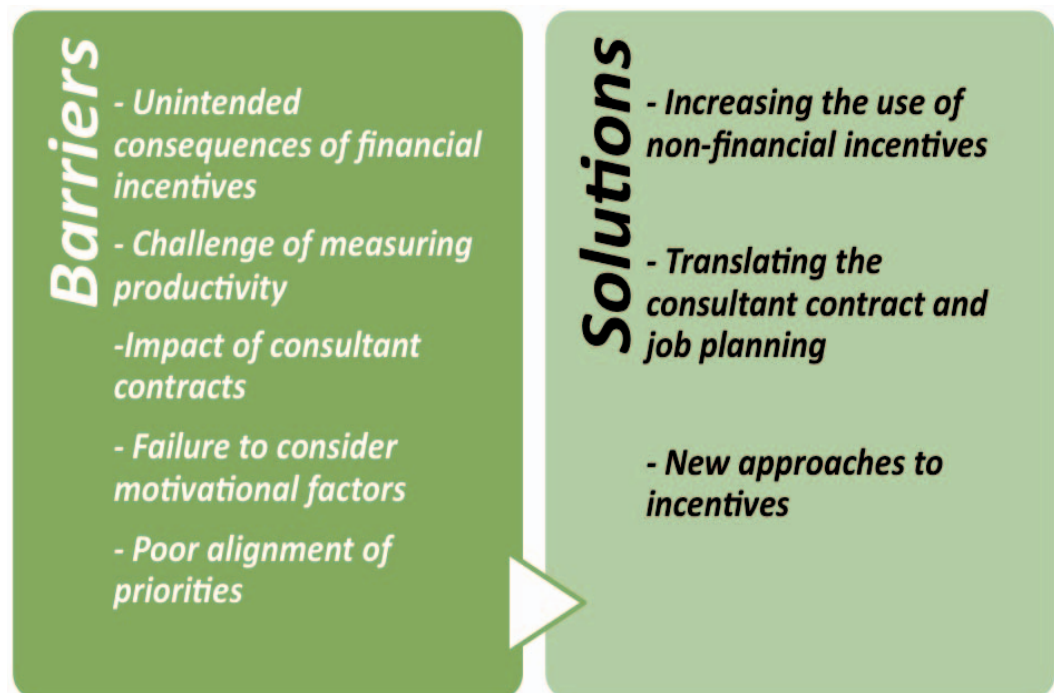 Barriers
- Unintended
consequences of financial
incentives
- Challenge of measuring
productivity
-Impact of consultant
contracts
- Failure to consider
motivational factors
- Poor alignment of
priorities
Solutions
- Increasing the use of
non-financial incentives
- Translating the
consultant contract and
job planning
- New approaches to
incentives